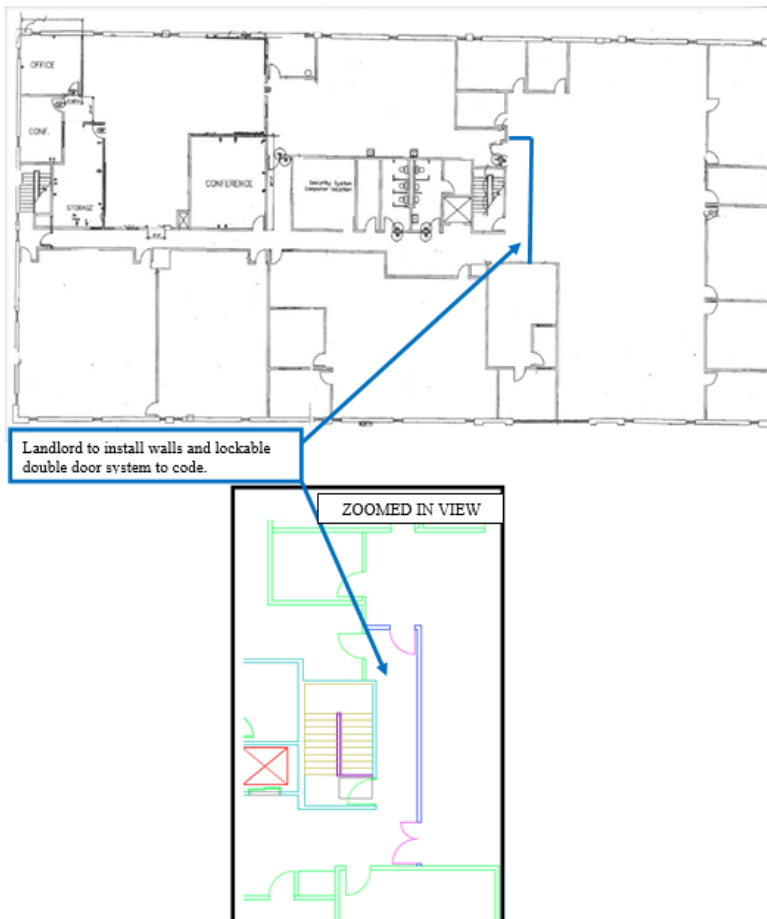 OFFICE
CONF.
STORAGE
CONFERENCE
Security System
Computer Location
NORTH
Landlord to install walls and lockable
double door system to code.
ZOOMED IN VIEW